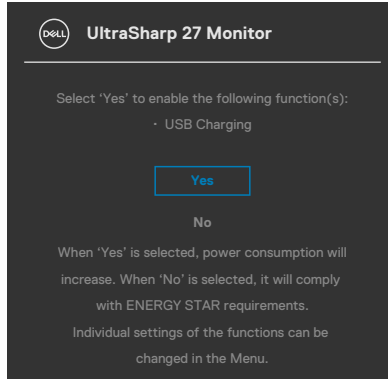 DELL
UltraSharp 27 Monitor
Select ‘Yes’ to enable the following function(s):
· USB Charging
Yes
No
When ‘Yes’ is selected, power consumption will
increase. When ‘No’ is selected, it will comply
with ENERGY STAR requirements.
Individual settings of the functions can be
changed in the Menu.